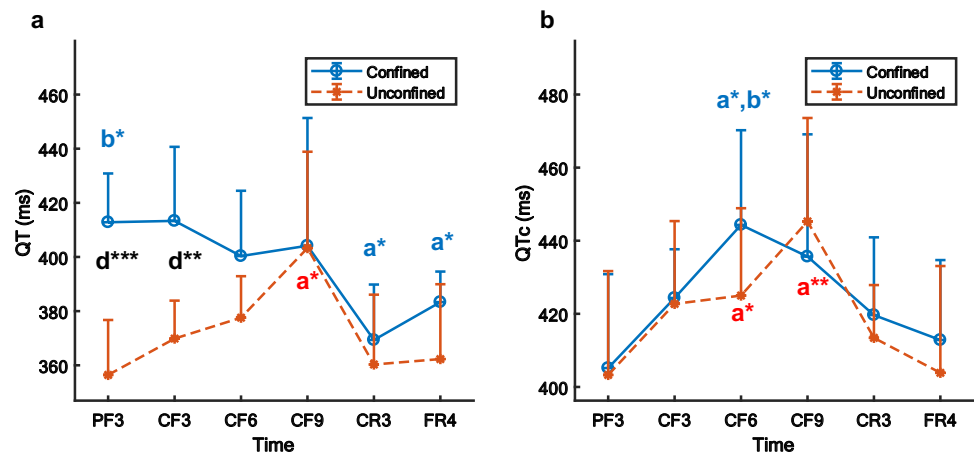 a
QT (ms)
460
440
420
400
380
360
Confined
Unconfined
b*
d***
d**
a*
a*
a*
PF3 CF3 CF6 CF9 CR3 FR4
Time
b
QTc (ms)
480
460
440
420
400
Confined
Unconfined
a*,b*
a*
a**
PF3 CF3 CF6 CF9 CR3 FR4
Time